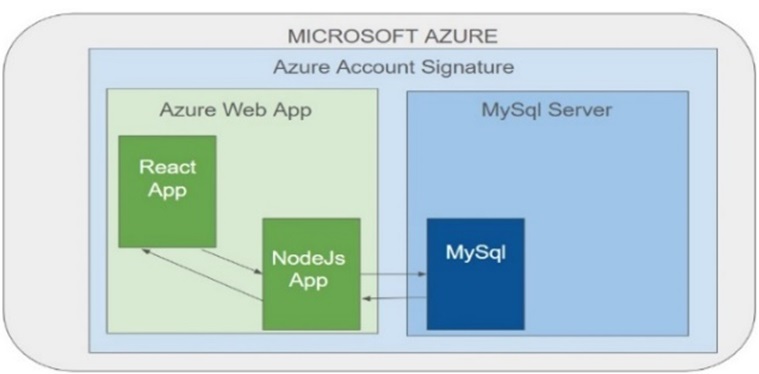 MICROSOFT AZURE
Azure Account Signature
Azure Web App
MySql Server
React
App
NodeJs
App
MySql